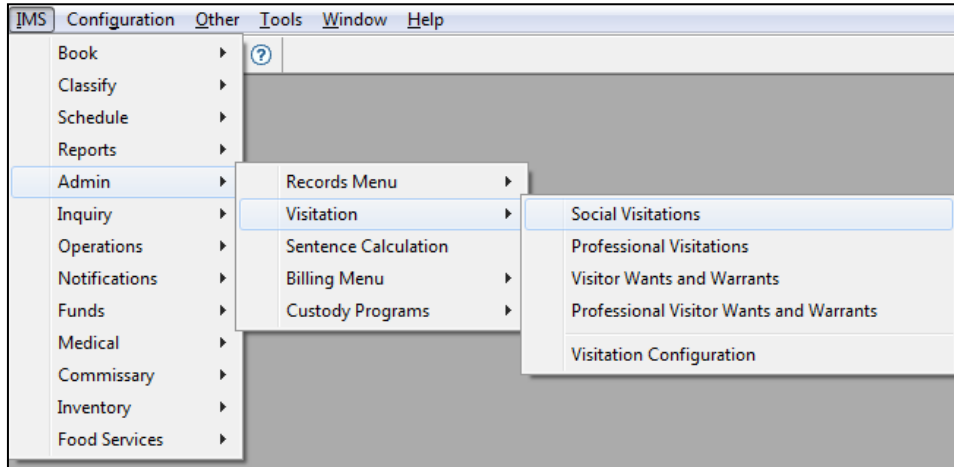 IMS Configuration Other Tools Window Help
Book
Classify
Schedule
Reports
Admin
Inquiry
Operations
Notifications
Funds
Medical
Commissary
Inventory
Food Services
Records Menu
Visitation
Sentence Calculation
Billing Menu
Custody Programs
Social Visitations
Professional Visitations
Visitor Wants and Warrants
Professional Visitor Wants and Warrants
Visitation Configuration